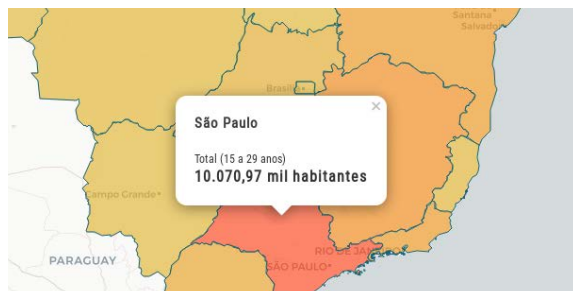 Santana
Salvador
Brasília
×
São Paulo
Total (15 a 29 anos)
10.070,97 mil habitantes
Campo Grande
PARAGUAY
RIO DE JANEIRO
SÃO PAULO